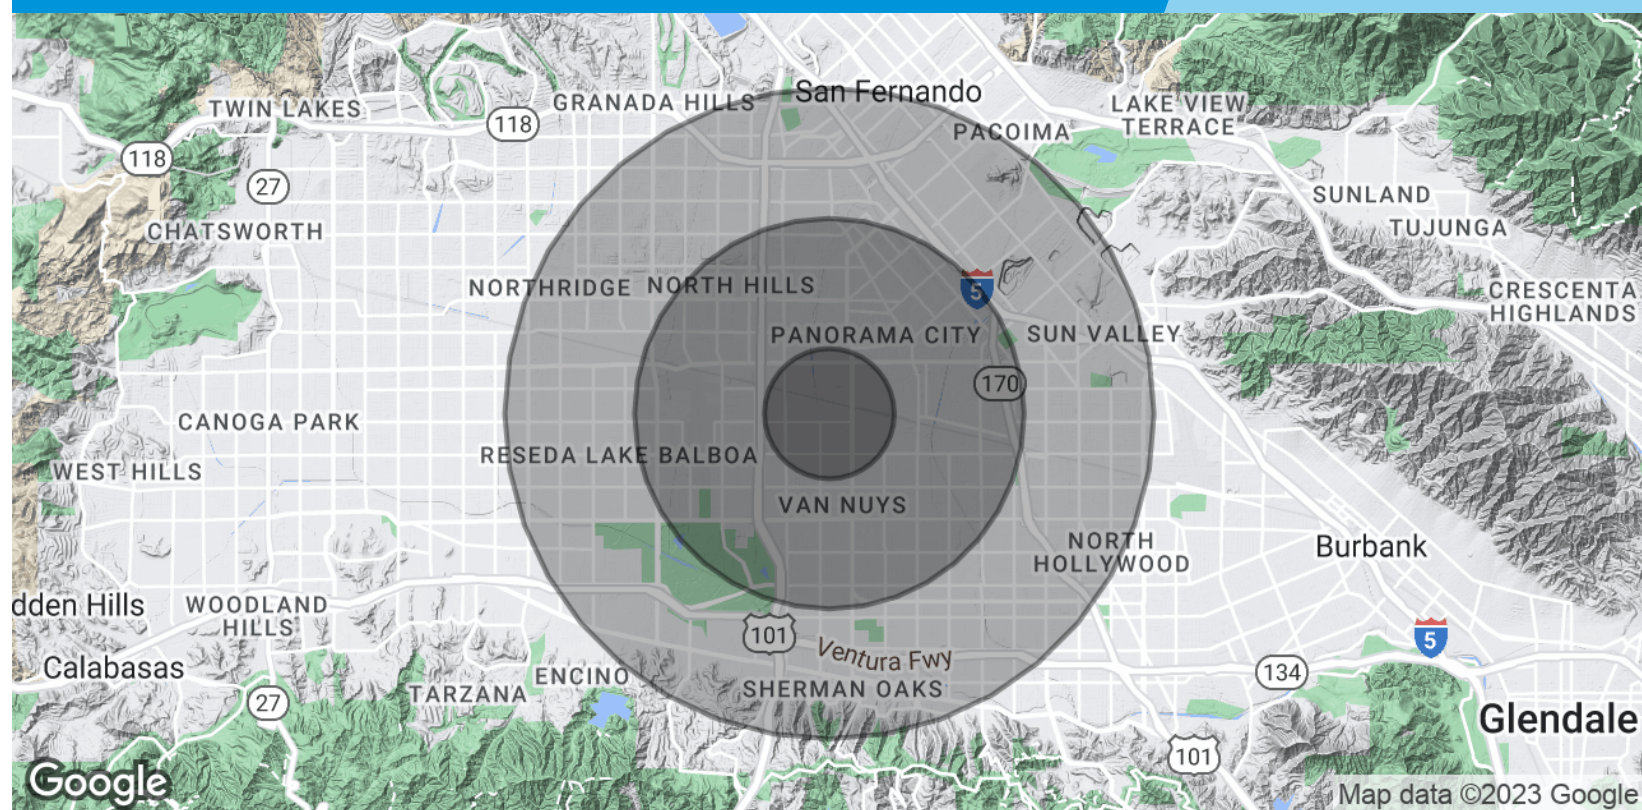 San Fernando
GRANADA HILLS
TWIN LAKES
LAKE VIEW
TERRACE
118
PACOIMA
118
27
SUNLAND
CHATSWORTH
TUJUNGA
NORTHRIDGE
NORTH HILLS
5
CRESCENTA
HIGHLANDS
PANORAMA CITY
SUN VALLEY
170
CANOGA PARK
RESEDA
LAKE BALBOA
WEST HILLS
VAN NUYS
NORTH
HOLLYWOOD
Burbank
dden Hills
WOODLAND
HILLS
101
5
Ventura Fwy
Calabasas
ENCINO
134
TARZANA
SHERMAN OAKS
27
Glendale
101
Google
Map data ©2023 Google